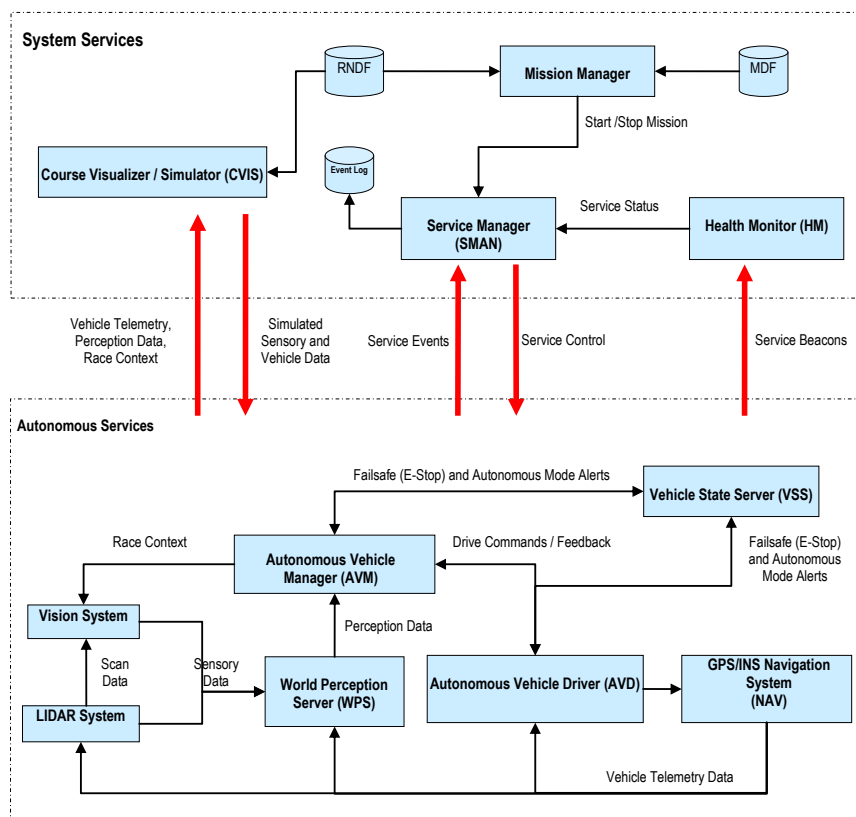 System Services
RNDF
Mission Manager
MDF
Start /Stop Mission
Course Visualizer / Simulator (CVIS)
Event Log
Service Manager
(SMAN)
Service Status
Health Monitor (HM)
Vehicle Telemetry,
Perception Data,
Race Context
Simulated
Sensory and
Vehicle Data
Service Events
Service Control
Service Beacons
Autonomous Services
Failsafe (E-Stop) and Autonomous Mode Alerts
Vehicle State Server (VSS)
Race Context
Autonomous Vehicle
Manager (AVM)
Drive Commands / Feedback
Failsafe (E-Stop)
and Autonomous
Mode Alerts
Vision System
Perception Data
Scan
Data
Sensory
Data
World Perception
Server (WPS)
Autonomous Vehicle Driver (AVD)
GPS/INS Navigation
System
(NAV)
LIDAR System
Vehicle Telemetry Data